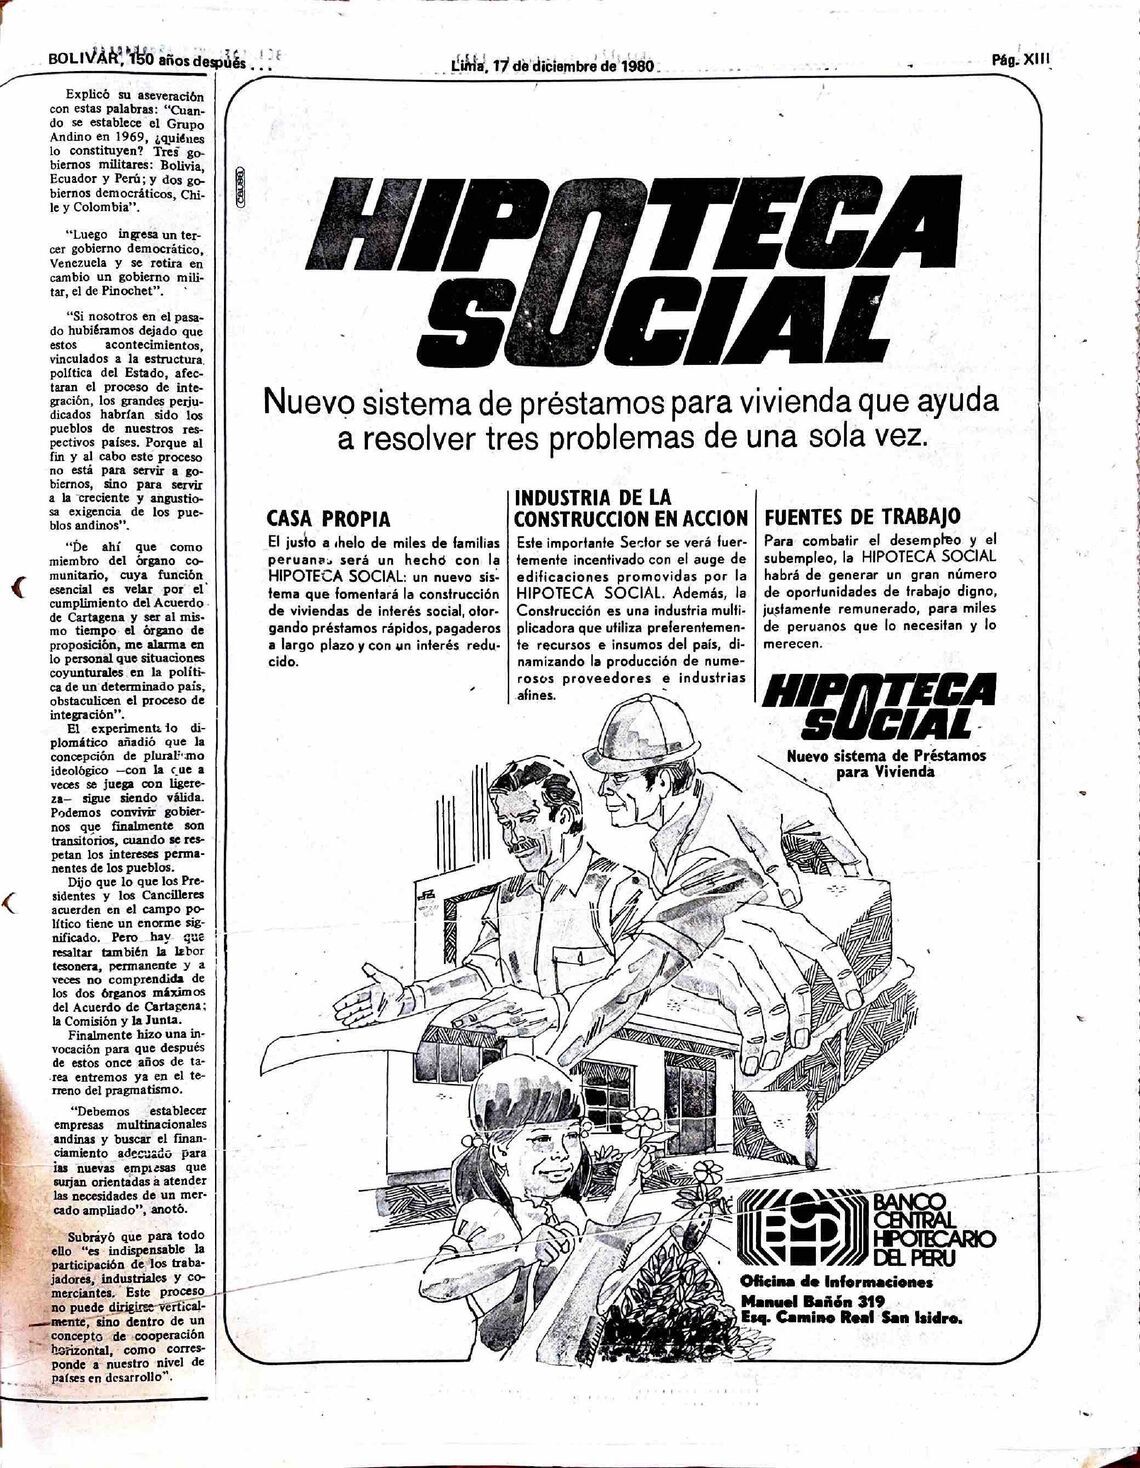 BOLIVAR, 150 años después . . .
Lima, 17 de diciembre de 1980
Pág. XIII
Explicó su aseveración
con estas palabras: "Cuan-
do se establece el Grupo
Andino en 1969, ¿quiénes
lo constituyen? Tres go-
biernos militares: Bolivia,
Ecuador y Perú; y dos go-
biernos democráticos, Chi-
le y Colombia".
"Luego ingresa un ter-
cer gobierno democrático,
Venezuela y se retira en
cambio un gobierno mili-
tar, el de Pinochet".
"Si nosotros en el pasa-
do hubiéramos dejado que
estos acontecimientos,
vinculados a la estructura
política del Estado, afec-
taran el proceso de inte-
gración, los grandes perju-
dicados habrían sido los
pueblos de nuestros res-
pectivos países. Porque al
fin y al cabo este proceso
no está para servir a go-
biernos, sino para servir
a la creciente y angustio-
sa exigencia de los pue-
blos andinos".
"De ahí que como
miembro del órgano co-
munitario, cuya función
esencial es velar por el
cumplimiento del Acuerdo
de Cartagena y ser al mis-
mo tiempo el órgano de
proposición, me alarma en
lo personal que situaciones
coyunturales en la políti-
ca de un determinado país,
obstaculicen el proceso de
integración".
El experimentado di-
plomático añadió que la
concepción de pluralismo
ideológico —con la que a
veces se juega con ligere-
za— sigue siendo válida.
Podemos convivir gobier-
nos que finalmente son
transitorios, cuando se res-
petan los intereses perma-
nentes de los pueblos.
Dijo que lo que los Pre-
sidentes y los Cancilleres
acuerden en el campo po-
lítico tiene un enorme sig-
nificado. Pero hay que
resaltar también la labor
tesonera, permanente y a
veces no comprendida de
los dos órganos máximos
del Acuerdo de Cartagena;
la Comisión y la Junta.
Finalmente hizo una in-
vocación para que después
de estos once años de ta-
rea entremos ya en el te-
rreno del pragmatismo.
"Debemos establecer
empresas multinacionales
andinas y buscar el finan-
ciamiento adecuado para
las nuevas empresas que
surjan orientadas a atender
las necesidades de un mer-
cado ampliado", anotó.
Subrayó que para todo
ello "es indispensable la
participación de los traba-
jadores, industriales y co-
merciantes. Este proceso
no puede dirigirse vertical-
mente, sino dentro de un
concepto de cooperación
horizontal, como corres-
ponde a nuestro nivel de
países en desarrollo".
HIPOTECA
SOCIAL
Nuevo sistema de préstamos para vivienda que ayuda
a resolver tres problemas de una sola vez.
CASA PROPIA
El justo anhelo de miles de familias
peruanas será un hecho con la
HIPOTECA SOCIAL: un nuevo sis-
tema que fomentará la construcción
de viviendas de interés social, otor-
gando préstamos rápidos, pagaderos
a largo plazo y con un interés redu-
cido.
INDUSTRIA DE LA
CONSTRUCCION EN ACCION
Este importante Sector se verá fuer-
temente incentivado con el auge de
edificaciones promovidas por la
HIPOTECA SOCIAL. Además, la
Construcción es una industria multi-
plicadora que utiliza preferentemen-
te recursos e insumos del país, di-
namizando la producción de nume-
rosos proveedores e industrias
afines.
FUENTES DE TRABAJO
Para combatir el desempleo y el
subempleo, la HIPOTECA SOCIAL
habrá de generar un gran número
de oportunidades de trabajo digno,
justamente remunerado, para miles
de peruanos que lo necesitan y lo
merecen.
HIPOTECA
SOCIAL
Nuevo sistema de Préstamos
para Vivienda
BANCO
CENTRAL
HIPOTECARIO
DEL PERU
Oficina de Informaciones
Manuel Bañón 319
Esq. Camino Real San Isidro.